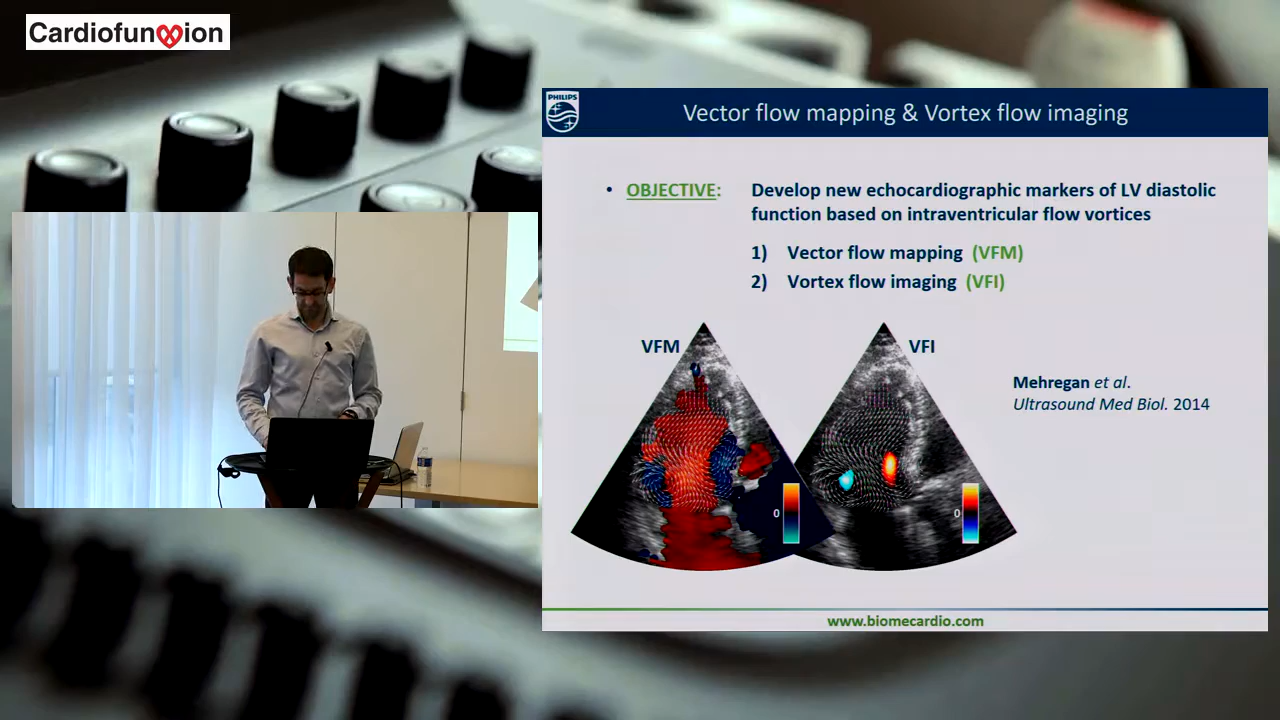 Cardiofunxion
PHILIPS
Vector flow mapping & Vortex flow imaging
• OBJECTIVE: Develop new echocardiographic markers of LV diastolic
function based on intraventricular flow vortices
1) Vector flow mapping (VFM)
2) Vortex flow imaging (VFI)
VFM
VFI
Mehregan et al.
Ultrasound Med Biol. 2014
0
0
www.biomecardio.com